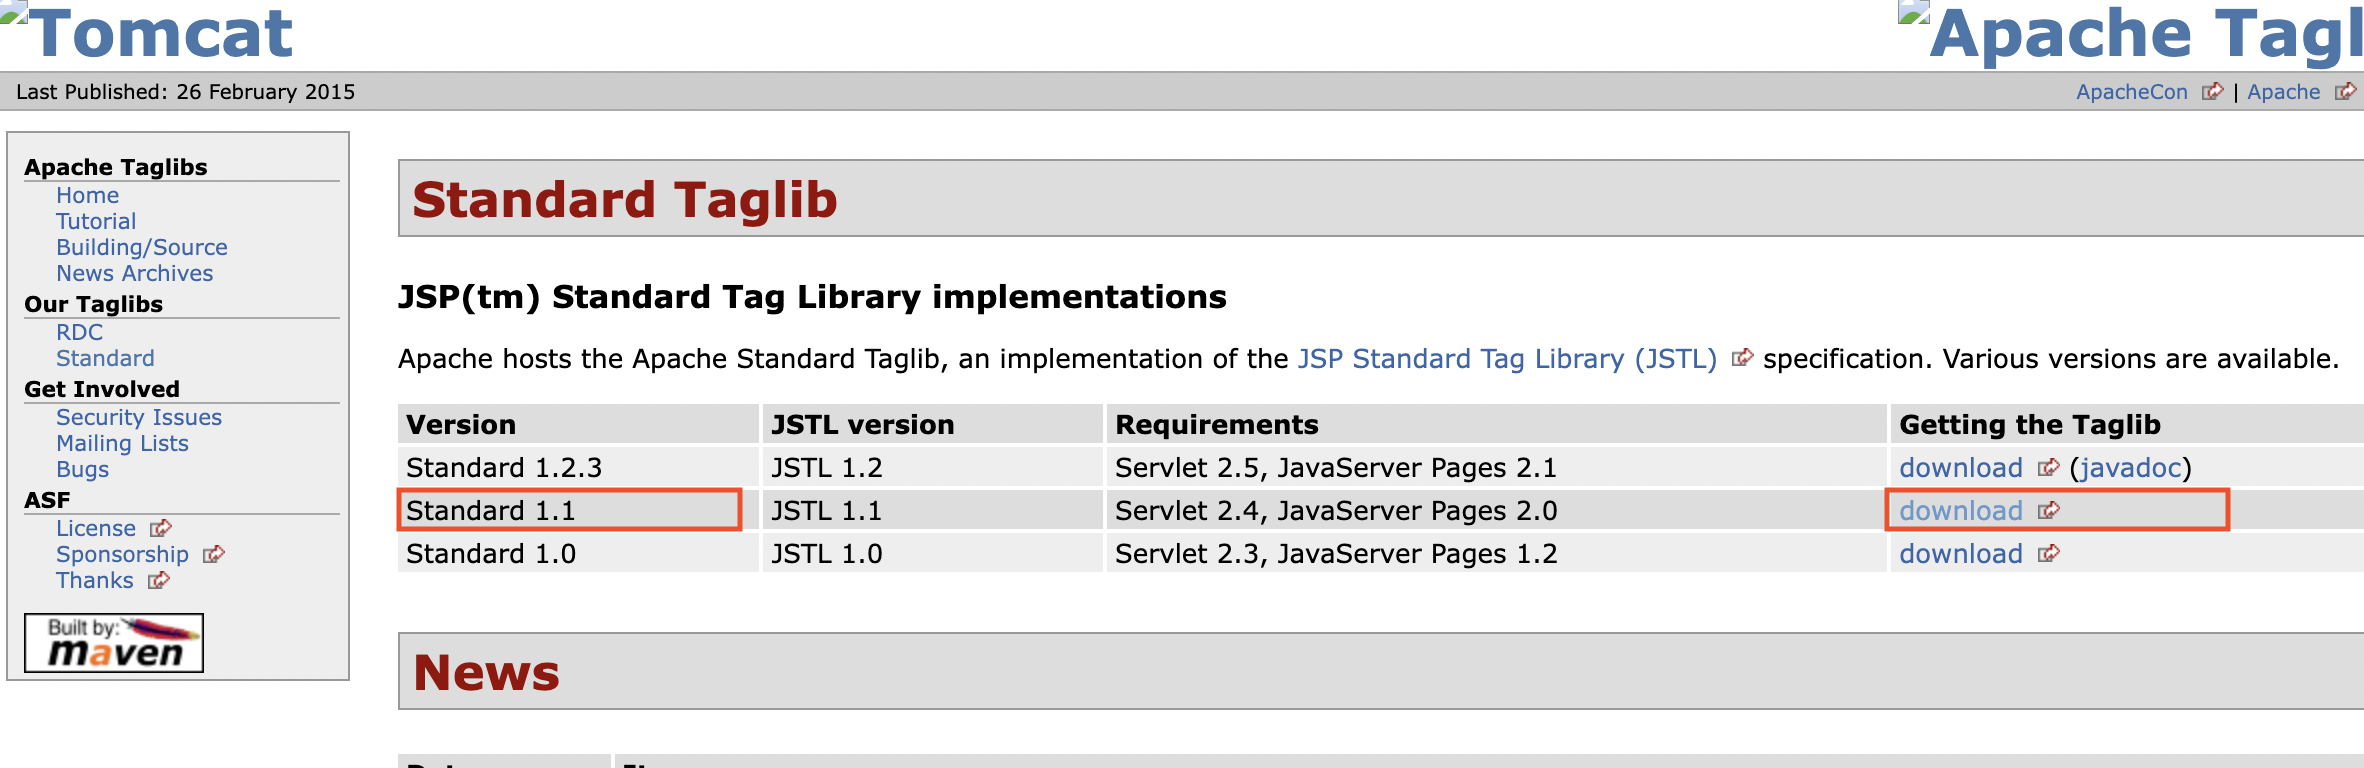 Tomcat
Apache Tagl
Last Published: 26 February 2015
ApacheCon | Apache
Apache Taglibs
Home
Tutorial
Building/Source
News Archives
Our Taglibs
RDC
Standard
Get Involved
Security Issues
Mailing Lists
Bugs
ASF
License
Sponsorship
Thanks
Built by:
maven
Standard Taglib
JSP(tm) Standard Tag Library implementations
Apache hosts the Apache Standard Taglib, an implementation of the JSP Standard Tag Library (JSTL) specification. Various versions are available.
Version JSTL version Requirements Getting the Taglib
Standard 1.2.3 JSTL 1.2 Servlet 2.5, JavaServer Pages 2.1 download (javadoc)
Standard 1.1 JSTL 1.1 Servlet 2.4, JavaServer Pages 2.0 download
Standard 1.0 JSTL 1.0 Servlet 2.3, JavaServer Pages 1.2 download
News